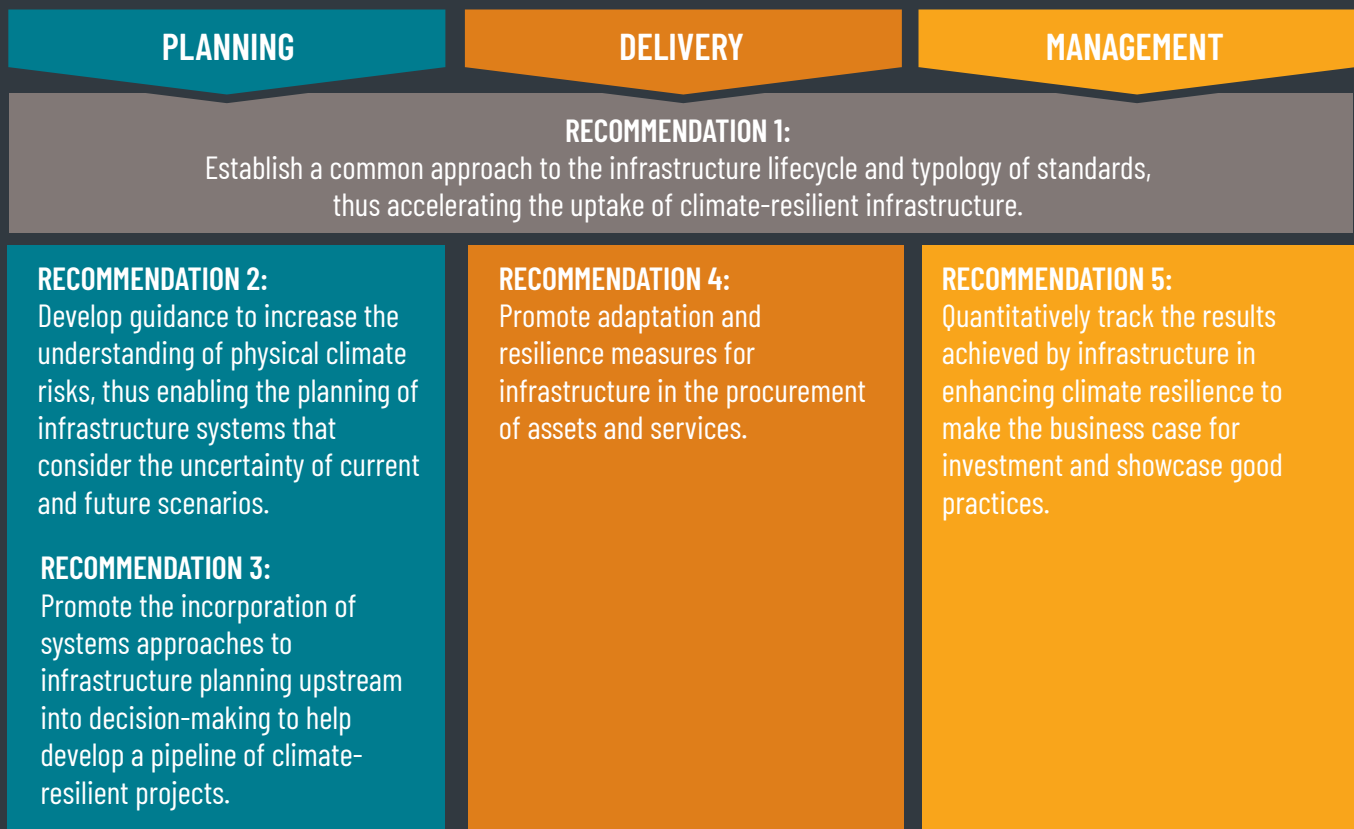 PLANNING
DELIVERY
MANAGEMENT
RECOMMENDATION 1:
Establish a common approach to the infrastructure lifecycle and typology of standards,
thus accelerating the uptake of climate-resilient infrastructure.
RECOMMENDATION 2:
Develop guidance to increase the
understanding of physical climate
risks, thus enabling the planning of
infrastructure systems that
consider the uncertainty of current
and future scenarios.
RECOMMENDATION 3:
Promote the incorporation of
systems approaches to
infrastructure planning upstream
into decision-making to help
develop a pipeline of climate-
resilient projects.
RECOMMENDATION 4:
Promote adaptation and
resilience measures for
infrastructure in the procurement
of assets and services.
RECOMMENDATION 5:
Quantitatively track the results
achieved by infrastructure in
enhancing climate resilience to
make the business case for
investment and showcase good
practices.